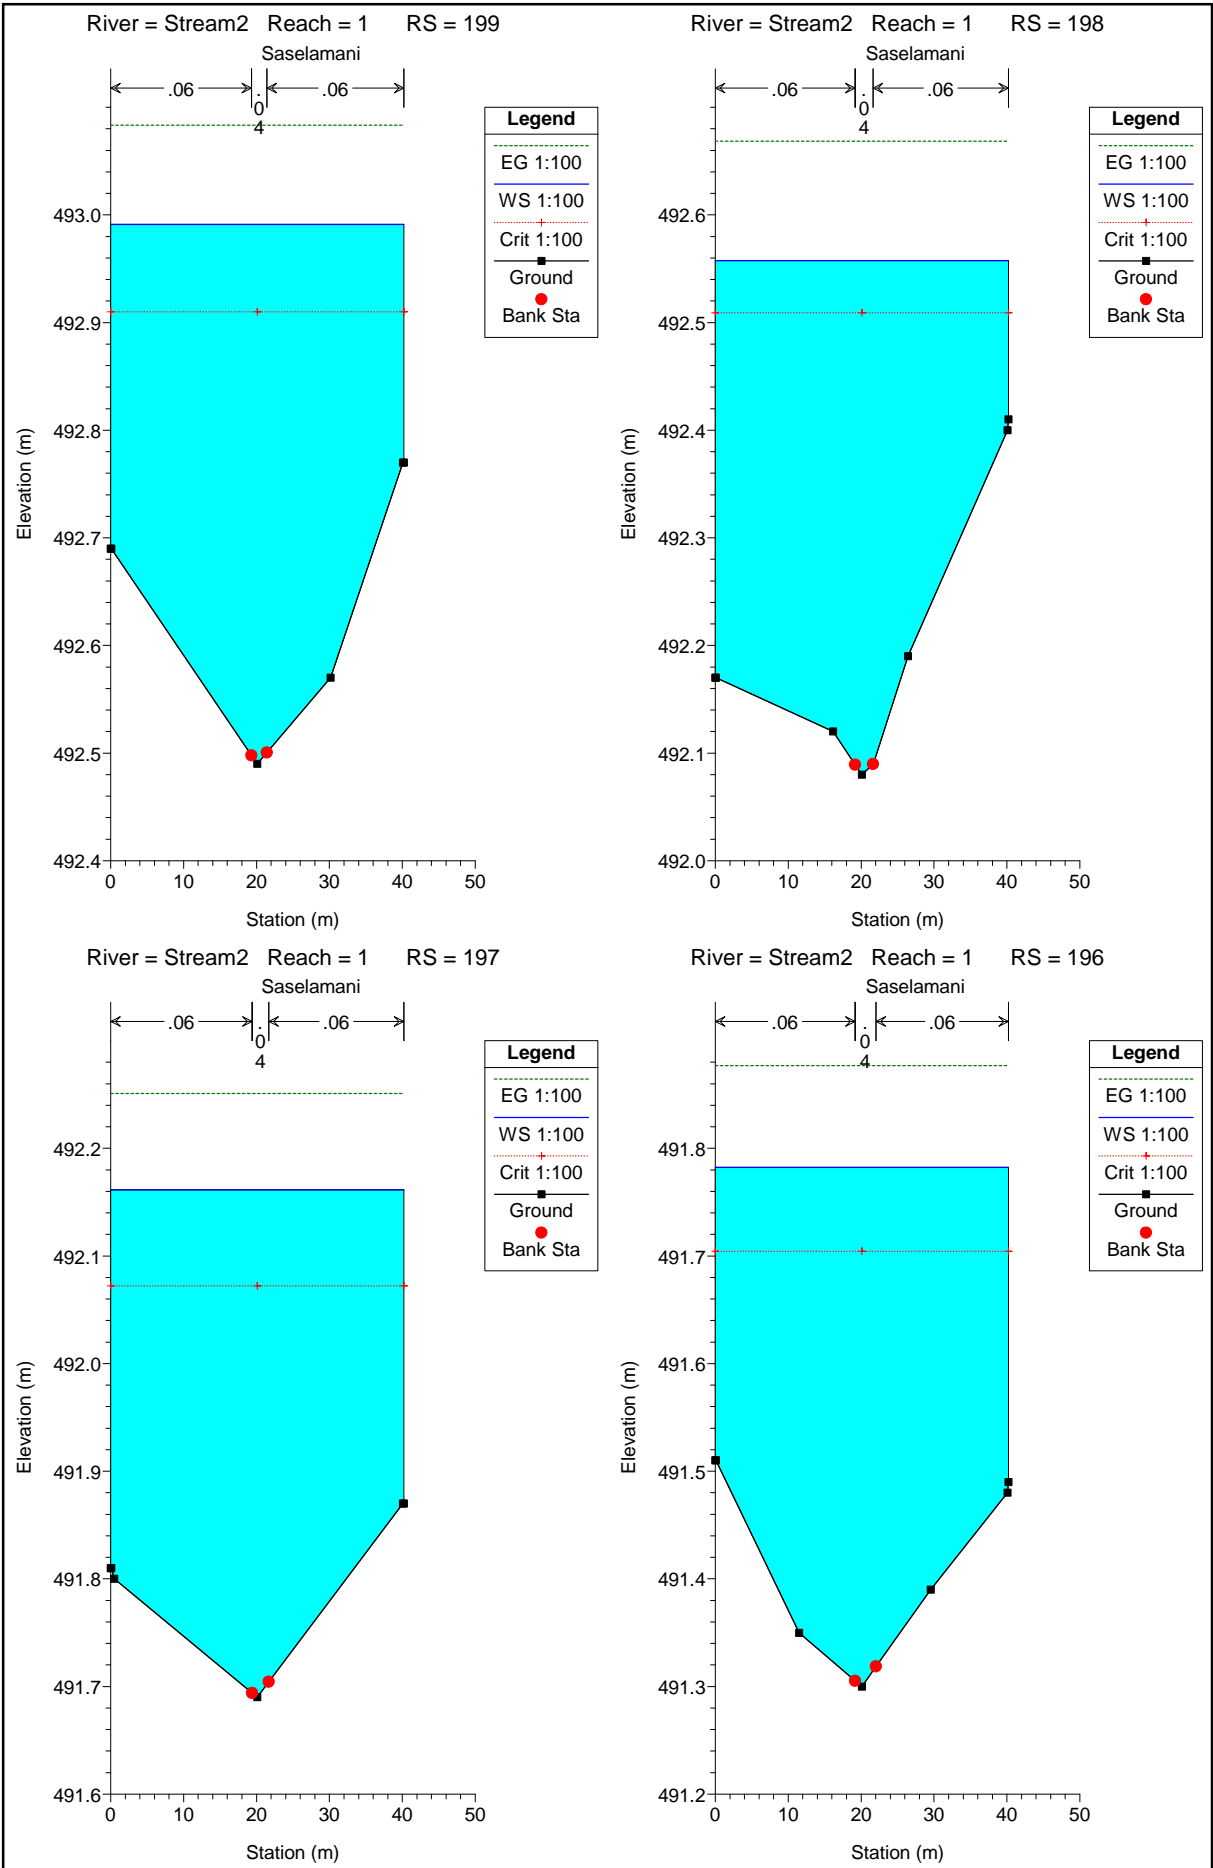 River = Stream2 Reach = 1 RS = 199
Saselamani
.06
.04
.06
Legend
EG 1:100
WS 1:100
Crit 1:100
Ground
Bank Sta
493.0
492.9
492.8
492.7
492.6
492.5
492.4
Elevation (m)
0 10 20 30 40 50
Station (m)
River = Stream2 Reach = 1 RS = 198
Saselamani
.06
.04
.06
Legend
EG 1:100
WS 1:100
Crit 1:100
Ground
Bank Sta
492.6
492.5
492.4
492.3
492.2
492.1
492.0
Elevation (m)
0 10 20 30 40 50
Station (m)
River = Stream2 Reach = 1 RS = 197
Saselamani
.06
.04
.06
Legend
EG 1:100
WS 1:100
Crit 1:100
Ground
Bank Sta
492.2
492.1
492.0
491.9
491.8
491.7
491.6
Elevation (m)
0 10 20 30 40 50
Station (m)
River = Stream2 Reach = 1 RS = 196
Saselamani
.06
.04
.06
Legend
EG 1:100
WS 1:100
Crit 1:100
Ground
Bank Sta
491.8
491.7
491.6
491.5
491.4
491.3
491.2
Elevation (m)
0 10 20 30 40 50
Station (m)